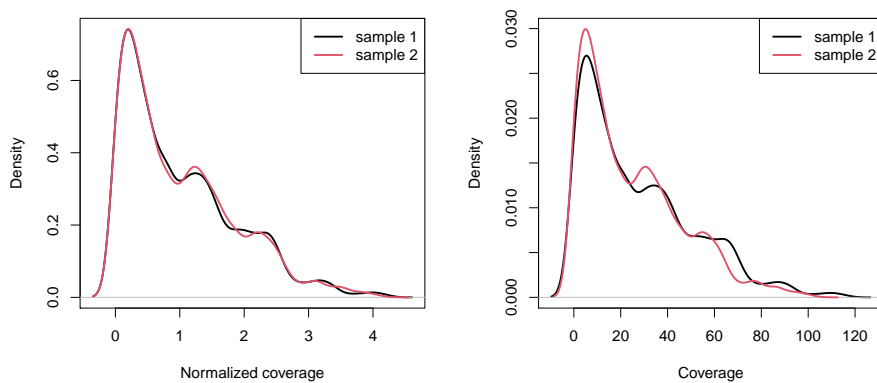 sample 1
sample 2
Density
0.0 0.2 0.4 0.6
0 1 2 3 4
Normalized coverage
sample 1
sample 2
Density
0.000 0.010 0.020 0.030
0 20 40 60 80 100 120
Coverage